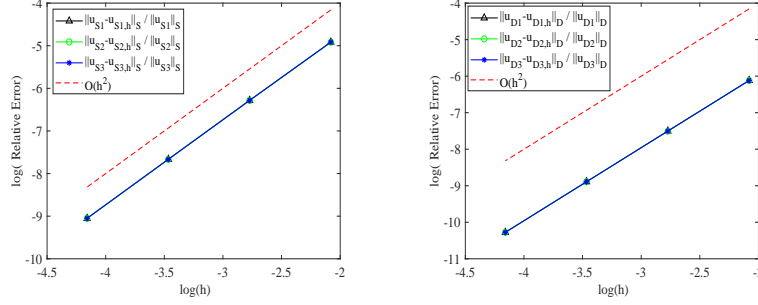 -4
-5
-6
-7
-8
-9
-10
log( Relative Error)
||u_S1-u_S1,h||_S / ||u_S1||_S
||u_S2-u_S2,h||_S / ||u_S2||_S
||u_S3-u_S3,h||_S / ||u_S3||_S
O(h^2)
-4.5 -4 -3.5 -3 -2.5 -2
log(h)
-4
-5
-6
-7
-8
-9
-10
-11
log( Relative Error)
||u_D1-u_D1,h||_D / ||u_D1||_D
||u_D2-u_D2,h||_D / ||u_D2||_D
||u_D3-u_D3,h||_D / ||u_D3||_D
O(h^2)
-4.5 -4 -3.5 -3 -2.5 -2
log(h)